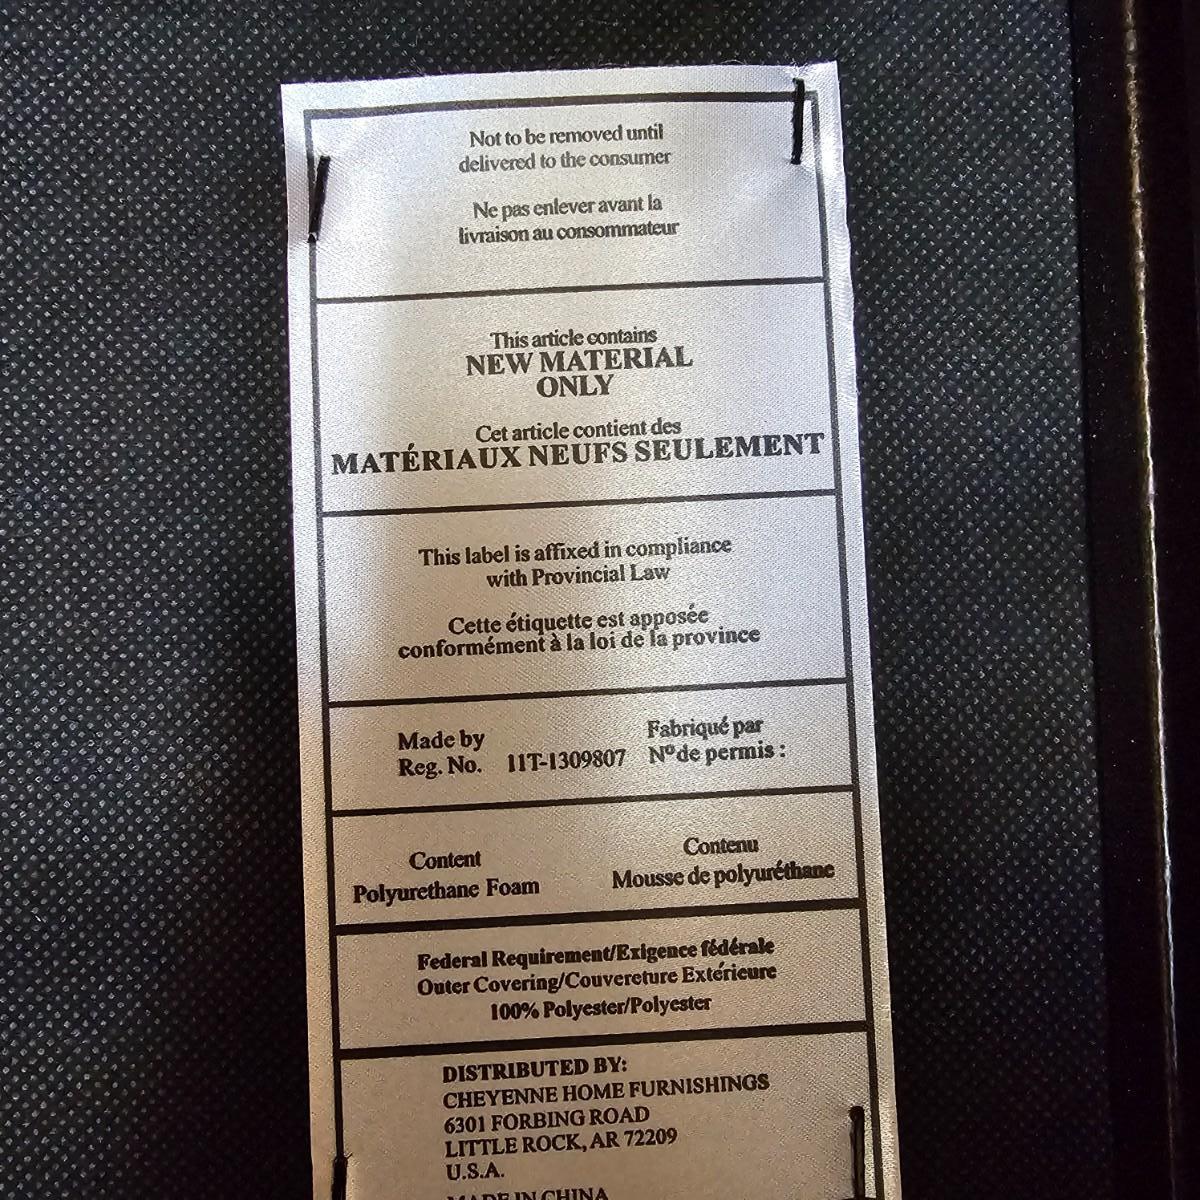 Not to be removed until
delivered to the consumer
Ne pas enlever avant la
livraison au consommateur
This article contains
NEW MATERIAL
ONLY
Cet article contient des
MATÉRIAUX NEUFS SEULEMENT
This label is affixed in compliance
with Provincial Law
Cette étiquette est apposée
conformément à la loi de la province
Made by
Reg. No. 11T-1309807
Fabriqué par
Nº de permis :
Content
Polyurethane Foam
Contenu
Mousse de polyuréthane
Federal Requirement/Exigence fédérale
Outer Covering/Couvereture Extérieure
100% Polyester/Polyester
DISTRIBUTED BY:
CHEYENNE HOME FURNISHINGS
6301 FORBING ROAD
LITTLE ROCK, AR 72209
U.S.A.
MADE IN CHINA